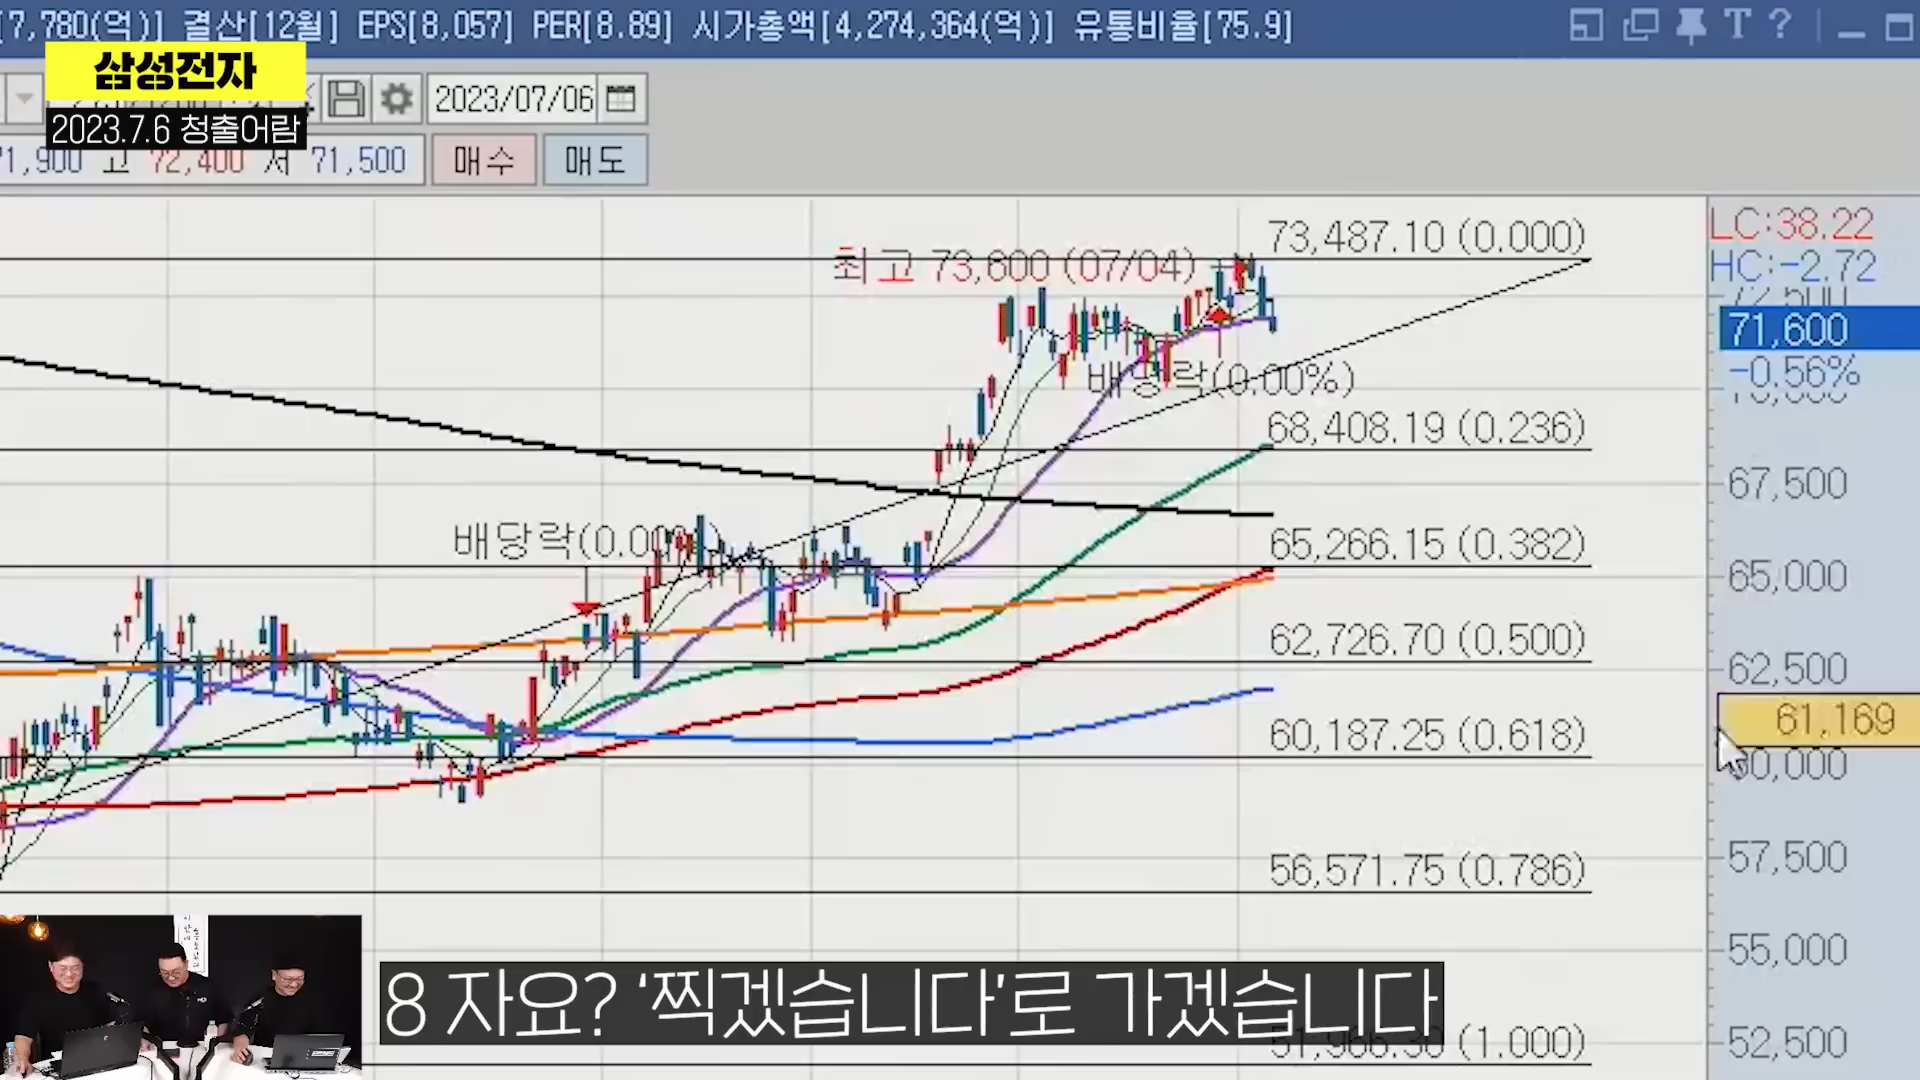 [7,780(억)] 결산[12월] EPS[8,057] PER[8.89] 시가총액[4,274,364(억)] 유통비율[75.9]
삼성전자
2023.7.6 청출어람
2023/07/06
71,900 고 72,400 저 71,500 매수 매도
LC:38.22
HC:-2.72
최고 73,600 (07/04)
73,487.10 (0.000)
72,500
71,600
-0.56%
배당락(0.00%)
68,408.19 (0.236)
67,500
배당락(0.00
65,266.15 (0.382)
65,000
62,726.70 (0.500)
62,500
61,169
60,187.25 (0.618)
60,000
57,500
56,571.75 (0.786)
55,000
8 자요? ‘찍겠습니다’로 가겠습니다
51,966.30 (1.000)
52,500